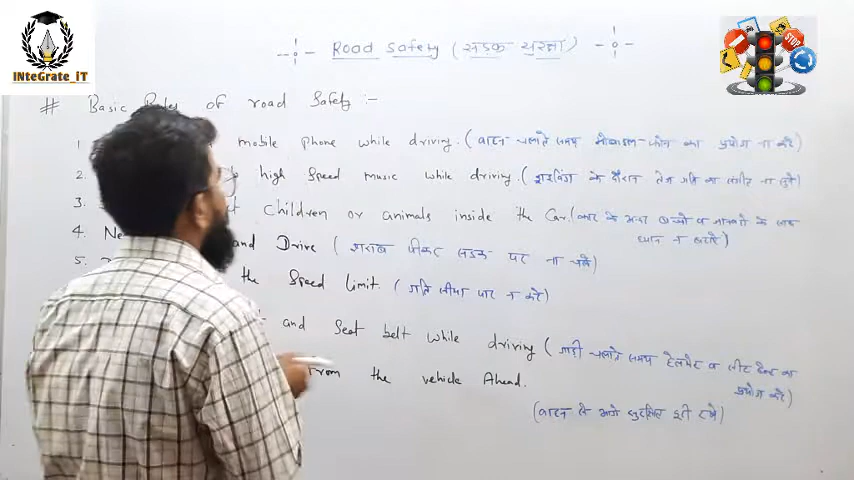 INteGrate_iT
STOP
Road Safety (सड़क सुरक्षा)
# Basic Rules of road Safety :-
1. mobile phone while driving. (वाहन चलाते समय मोबाइल-फोन का प्रयोग ना करें)
2. high Speed music while driving. (ड्राइविंग के दौरान तेज गति का संगीत ना सुने)
3. Children or animals inside the Car. (कार के अन्दर बच्चो व जानवरो के साथ
ध्यान न बटाये)
4. Ne and Drive (शराब पीकर सड़क पर ना चले)
5. the Speed limit. (गति सीमा पार न करें)
and Seat belt while driving (गाड़ी चलाते समय हेलमेट व सीट बेल्ट का
प्रयोग करें)
from the vehicle Ahead.
(वाहन से आगे सुरक्षित दूरी रखे)